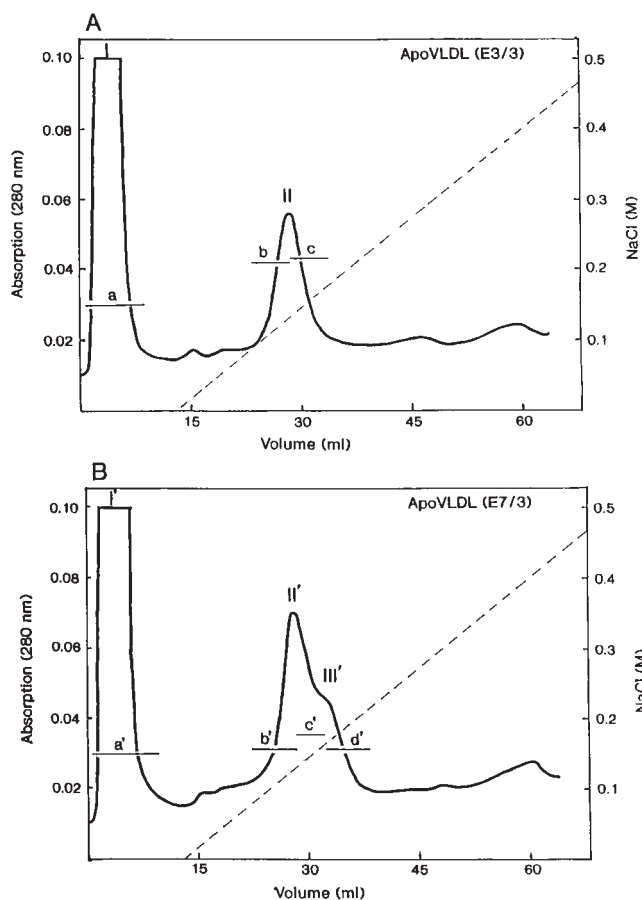 A
ApoVLDL (E3/3)
Absorption (280 nm)
0.10
0.08
0.06
0.04
0.02
0.5
0.4
0.3
0.2
0.1
NaCl (M)
II
a
b
c
15
30
45
60
Volume (ml)
B
ApoVLDL (E7/3)
Absorption (280 nm)
0.10
0.08
0.06
0.04
0.02
0.5
0.4
0.3
0.2
0.1
NaCl (M)
I'
II'
III'
a'
b'
c'
d'
15
30
45
60
Volume (ml)